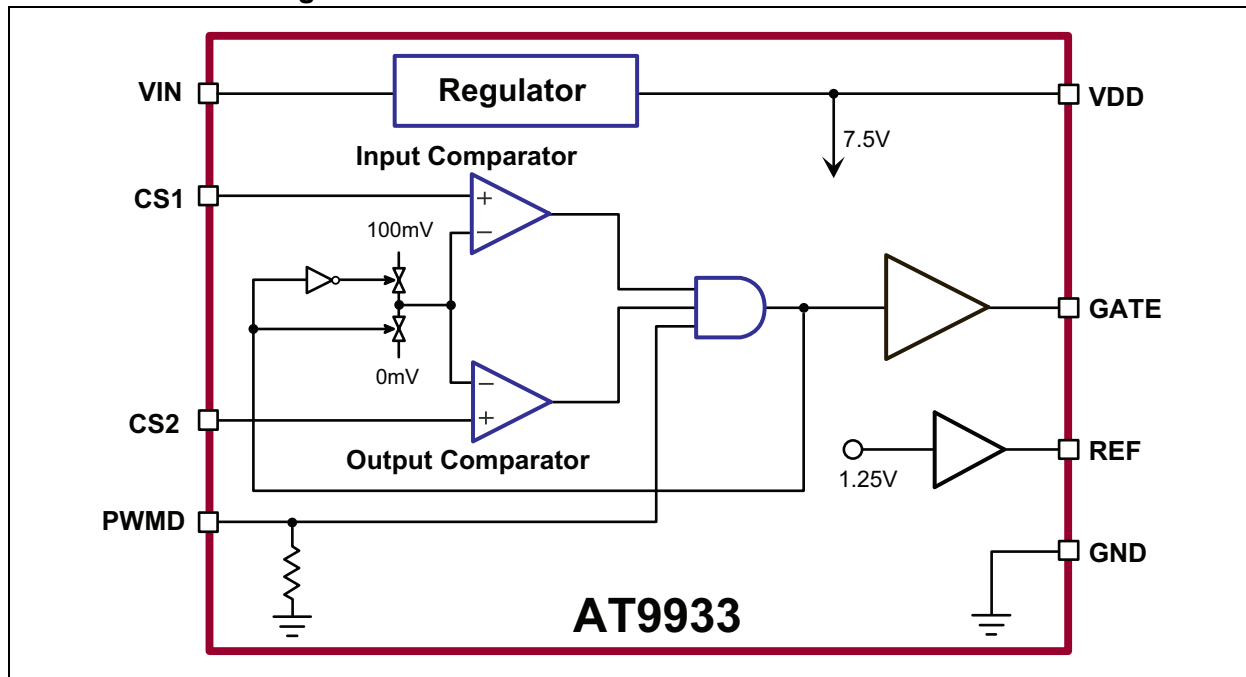 VIN
Regulator
VDD
7.5V
Input Comparator
CS1
+
−
100mV
GATE
0mV
−
+
CS2
Output Comparator
REF
1.25V
PWMD
GND
AT9933